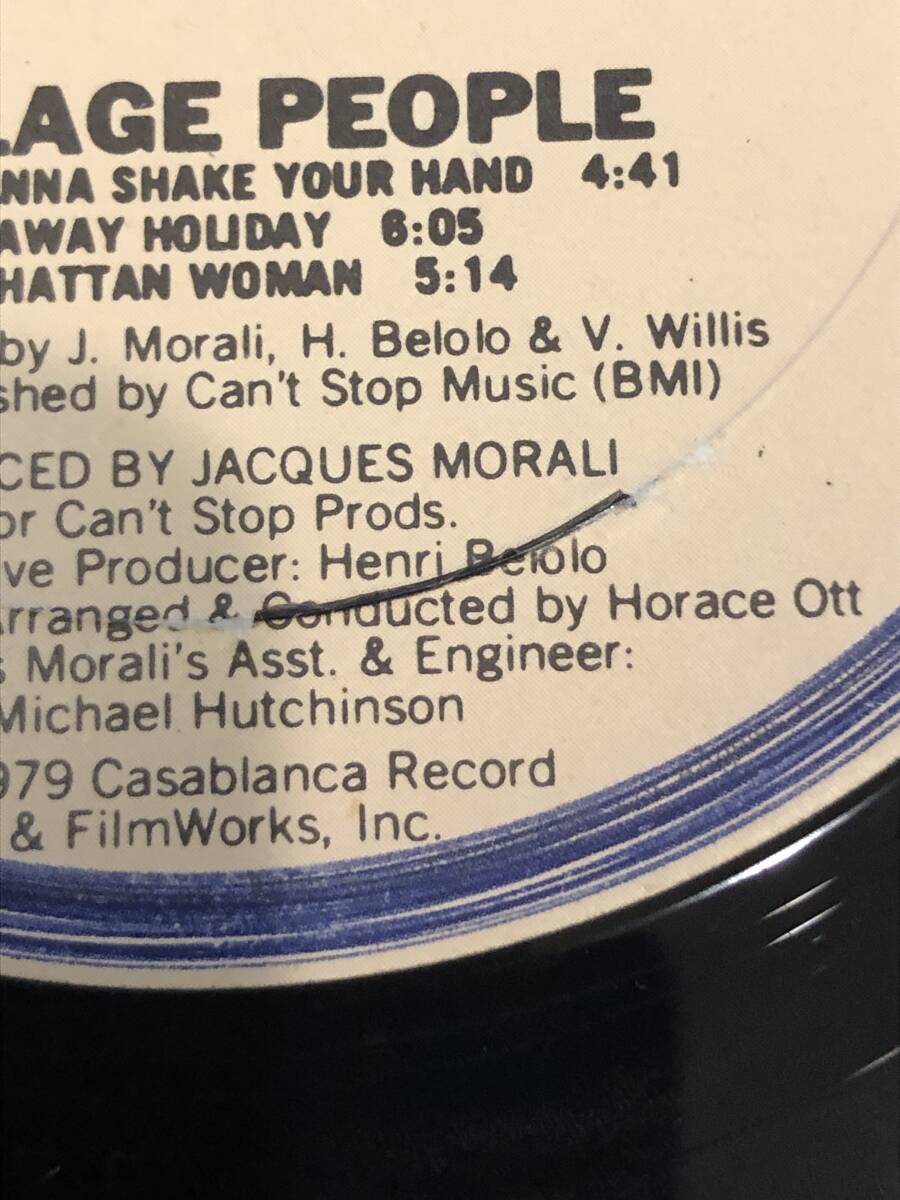 LAGE PEOPLE
NNA SHAKE YOUR HAND 4:41
AWAY HOLIDAY 6:05
HATTAN WOMAN 5:14
by J. Morali, H. Belolo & V. Willis
shed by Can't Stop Music (BMI)
CED BY JACQUES MORALI
or Can't Stop Prods.
ve Producer: Henri Belolo
rranged & Conducted by Horace Ott
s Morali's Asst. & Engineer:
Michael Hutchinson
979 Casablanca Record
& FilmWorks, Inc.